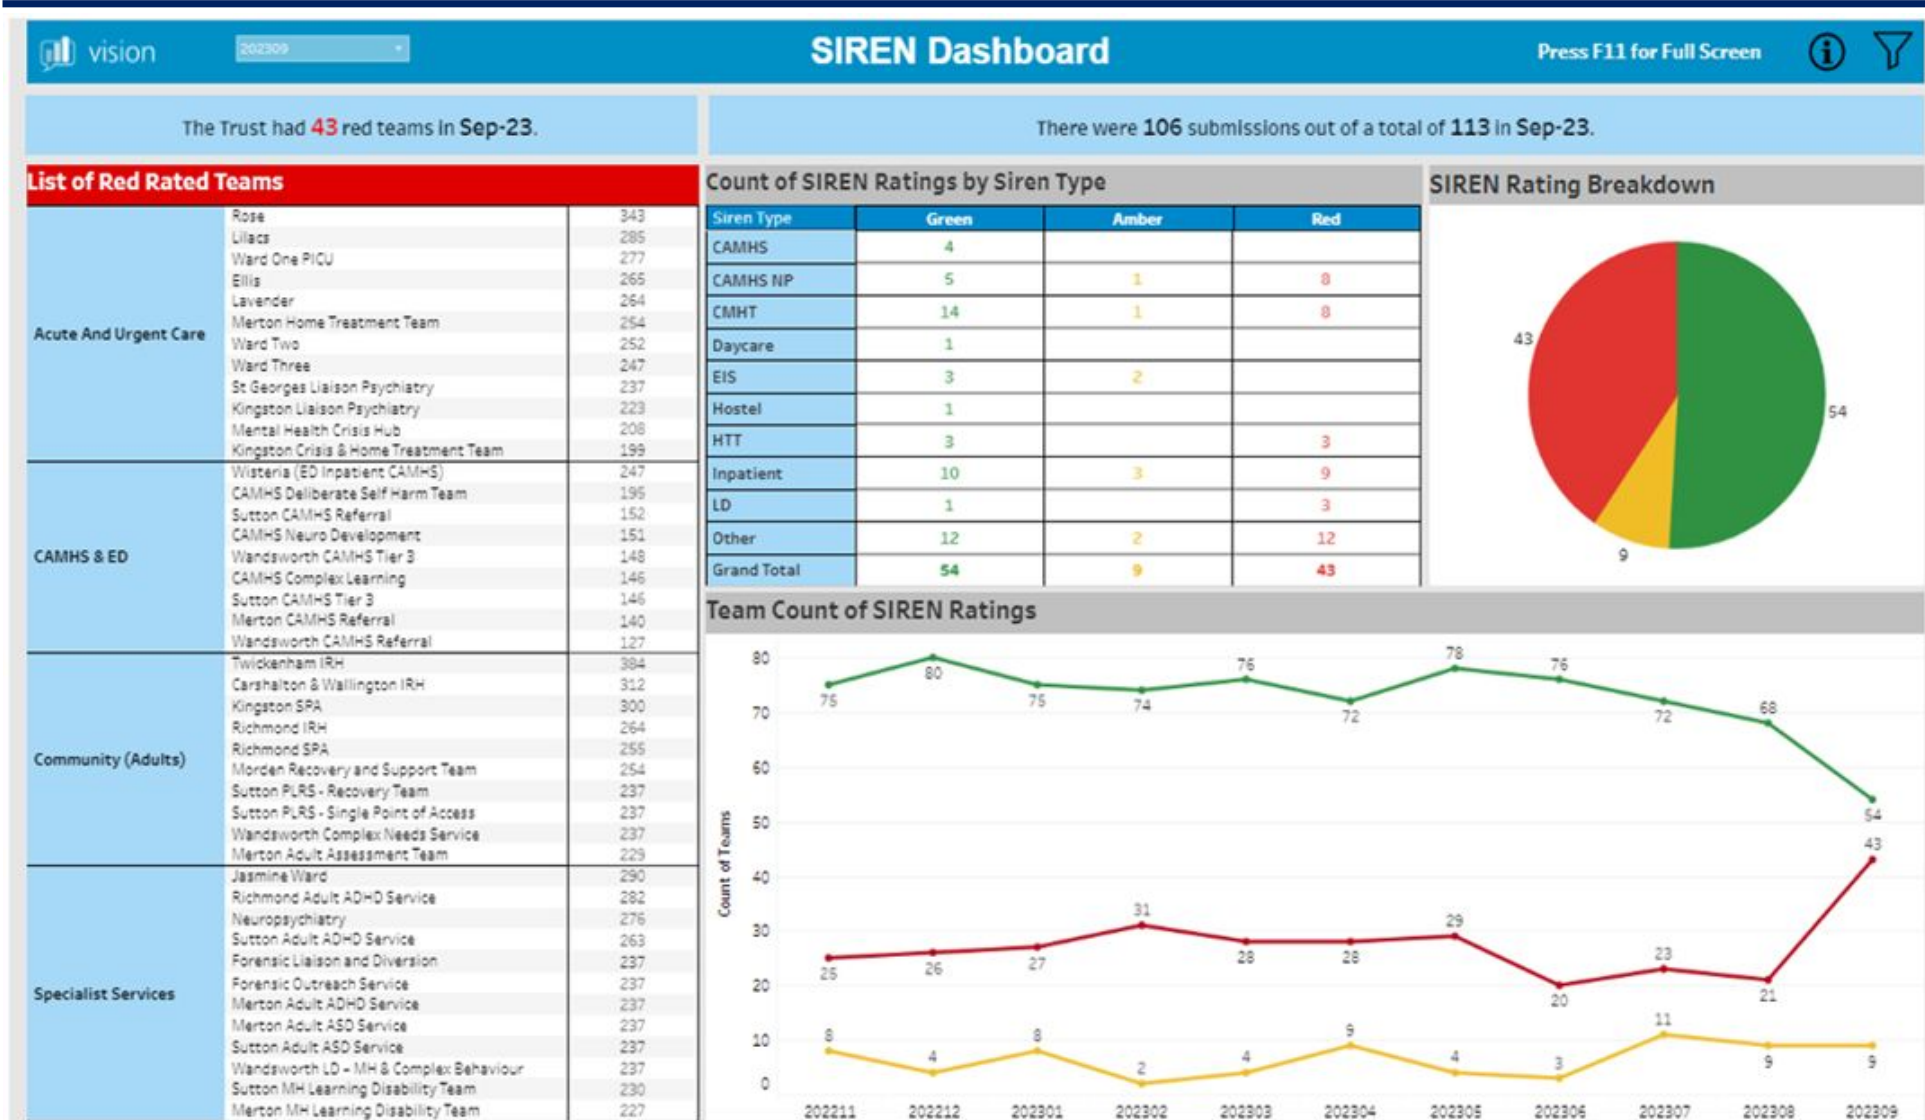 vision
202309
SIREN Dashboard
Press F11 for Full Screen
The Trust had 43 red teams in Sep-23.
There were 106 submissions out of a total of 113 in Sep-23.
List of Red Rated Teams
Acute And Urgent Care
Rose 343
Lilacs 285
Ward One PICU 277
Ellis 265
Lavender 264
Merton Home Treatment Team 254
Ward Two 252
Ward Three 247
St Georges Liaison Psychiatry 237
Kingston Liaison Psychiatry 223
Mental Health Crisis Hub 208
Kingston Crisis & Home Treatment Team 199
CAMHS & ED
Wisteria (ED Inpatient CAMHS) 247
CAMHS Deliberate Self Harm Team 195
Sutton CAMHS Referral 152
CAMHS Neuro Development 151
Wandsworth CAMHS Tier 3 148
CAMHS Complex Learning 146
Sutton CAMHS Tier 3 146
Merton CAMHS Referral 140
Wandsworth CAMHS Referral 127
Community (Adults)
Twickenham IRH 384
Carshalton & Wallington IRH 312
Kingston SPA 300
Richmond IRH 264
Richmond SPA 255
Morden Recovery and Support Team 254
Sutton PLRS - Recovery Team 237
Sutton PLRS - Single Point of Access 237
Wandsworth Complex Needs Service 237
Merton Adult Assessment Team 229
Specialist Services
Jasmine Ward 290
Richmond Adult ADHD Service 282
Neuropsychiatry 276
Sutton Adult ADHD Service 263
Forensic Liaison and Diversion 237
Forensic Outreach Service 237
Merton Adult ADHD Service 237
Merton Adult ASD Service 237
Sutton Adult ASD Service 237
Wandsworth LD - MH & Complex Behaviour 237
Sutton MH Learning Disability Team 230
Merton MH Learning Disability Team 227
Count of SIREN Ratings by Siren Type
Siren Type Green Amber Red
CAMHS 4
CAMHS NP 5 1 8
CMHT 14 1 8
Daycare 1
EIS 3 2
Hostel 1
HTT 3 3
Inpatient 10 3 9
LD 1 3
Other 12 2 12
Grand Total 54 9 43
SIREN Rating Breakdown
43
54
9
Team Count of SIREN Ratings
Count of Teams
80
70
60
50
40
30
20
10
0
75 80 75 74 76 72 78 76 72 68 54
25 26 27 31 28 28 29 20 23 21 43
8 4 8 2 4 9 4 3 11 9 9
202211 202212 202301 202302 202303 202304 202305 202306 202307 202308 202309